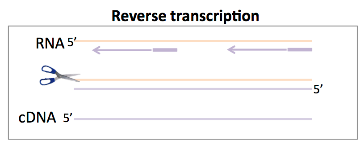 Reverse transcription
RNA 5’
5’
cDNA 5’